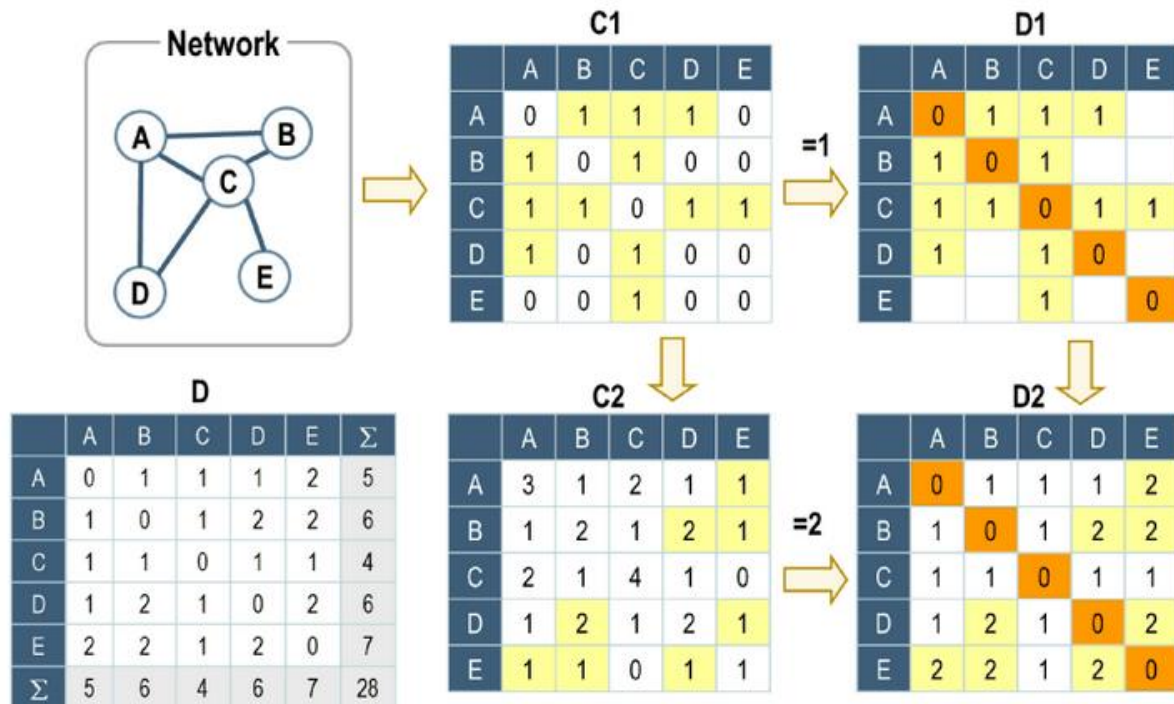 Network
A
B
C
D
E
C1
A B C D E
A 0 1 1 1 0
B 1 0 1 0 0
C 1 1 0 1 1
D 1 0 1 0 0
E 0 0 1 0 0
=1
D1
A B C D E
A 0 1 1 1
B 1 0 1
C 1 1 0 1 1
D 1 1 0
E 1 0
D
A B C D E Σ
A 0 1 1 1 2 5
B 1 0 1 2 2 6
C 1 1 0 1 1 4
D 1 2 1 0 2 6
E 2 2 1 2 0 7
Σ 5 6 4 6 7 28
C2
A B C D E
A 3 1 2 1 1
B 1 2 1 2 1
C 2 1 4 1 0
D 1 2 1 2 1
E 1 1 0 1 1
=2
D2
A B C D E
A 0 1 1 1 2
B 1 0 1 2 2
C 1 1 0 1 1
D 1 2 1 0 2
E 2 2 1 2 0